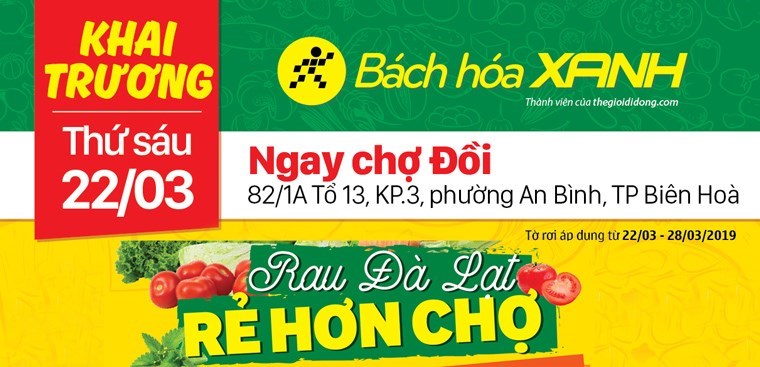 KHAI
TRƯƠNG
Thứ sáu
22/03
Bách hóa XANH
Thành viên của thegioididong.com
Ngay chợ Đồi
82/1A Tổ 13, KP.3, phường An Bình, TP Biên Hoà
Tờ rơi áp dụng từ 22/03 - 28/03/2019
Rau Đà Lạt
RẺ HƠN CHỢ